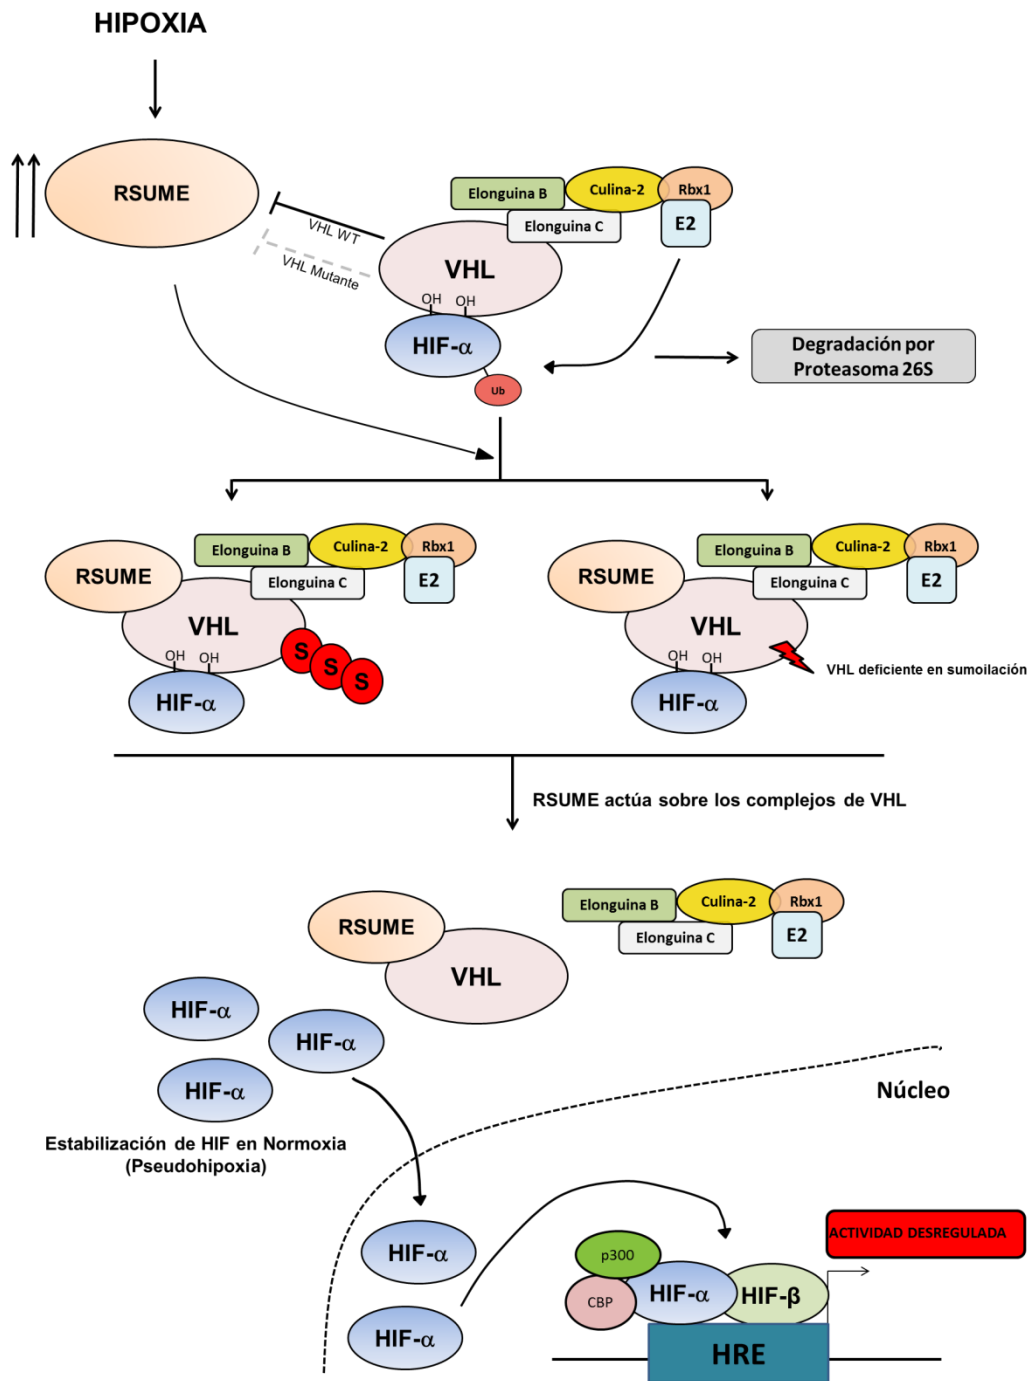 HIPOXIA
RSUME
VHL WT
VHL Mutante
Elonguina B
Culina-2
Rbx1
Elonguina C
E2
VHL
OH
OH
HIF-α
Ub
Degradación por
Proteasoma 26S
RSUME
Elonguina B
Culina-2
Rbx1
Elonguina C
E2
VHL
OH
OH
S
S
S
HIF-α
RSUME
Elonguina B
Culina-2
Rbx1
Elonguina C
E2
VHL
OH
OH
HIF-α
VHL deficiente en sumoilación
RSUME actúa sobre los complejos de VHL
RSUME
VHL
Elonguina B
Culina-2
Rbx1
Elonguina C
E2
HIF-α
HIF-α
HIF-α
Estabilización de HIF en Normoxia
(Pseudohipoxia)
Núcleo
HIF-α
HIF-α
p300
CBP
HIF-α
HIF-β
HRE
ACTIVIDAD DESREGULADA